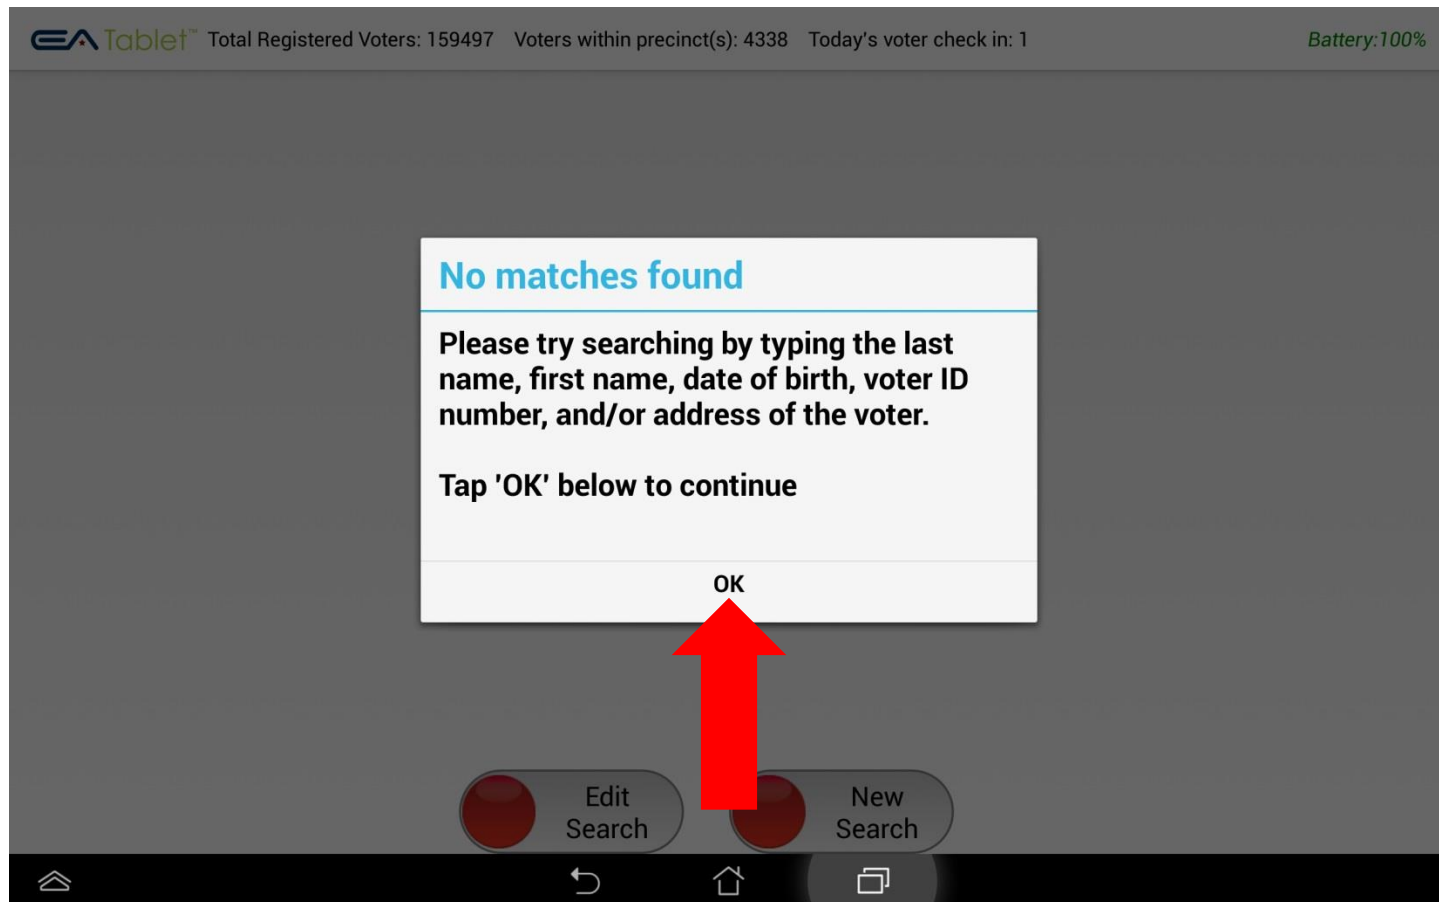 EA Tablet™ Total Registered Voters: 159497 Voters within precinct(s): 4338 Today's voter check in: 1 Battery:100%
No matches found
Please try searching by typing the last
name, first name, date of birth, voter ID
number, and/or address of the voter.
Tap 'OK' below to continue
OK
Edit
Search
New
Search